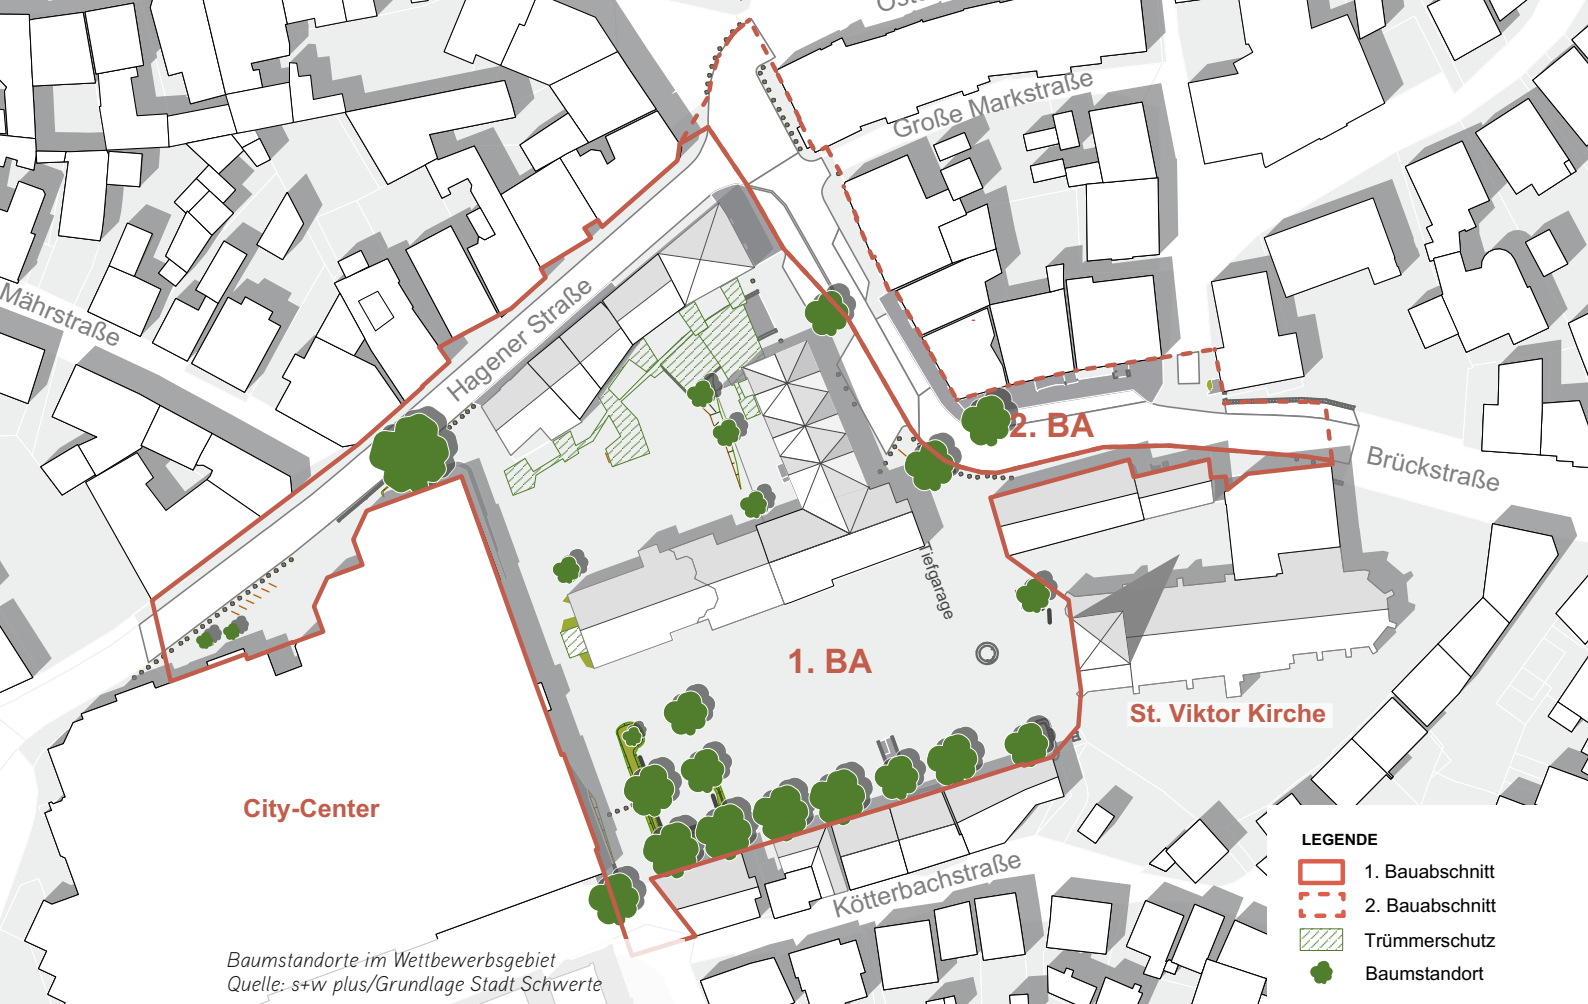 Große Markstraße
Mährstraße
Hagener Straße
2. BA
Brückstraße
Tiefgarage
1. BA
St. Viktor Kirche
City-Center
Kötterbachstraße
LEGENDE
1. Bauabschnitt
2. Bauabschnitt
Trümmerschutz
Baumstandort
Baumstandorte im Wettbewerbsgebiet
Quelle: s+w plus/Grundlage Stadt Schwerte